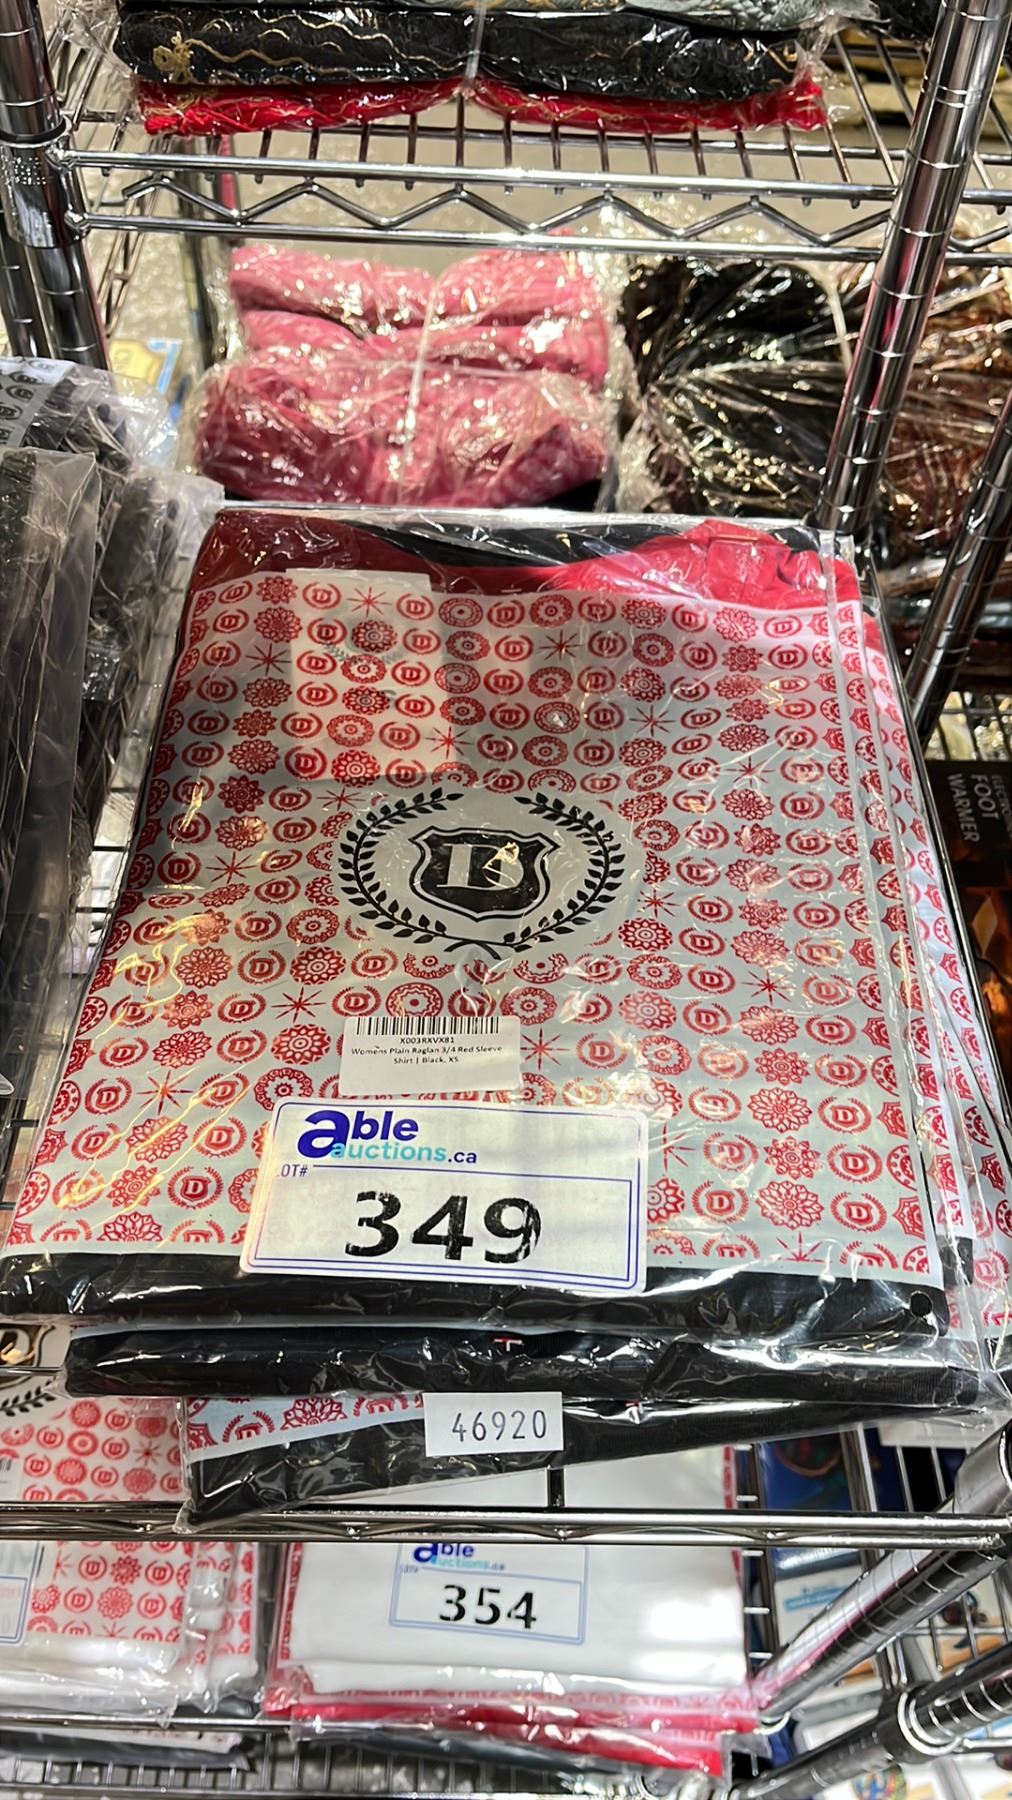 FOOT
WARMER
D
X003RXVX81
Womens Plain Raglan 3/4 Red Sleeve
Shirt | Black, XS
able
auctions.ca
LOT#
349
46920
able
auctions.ca
354